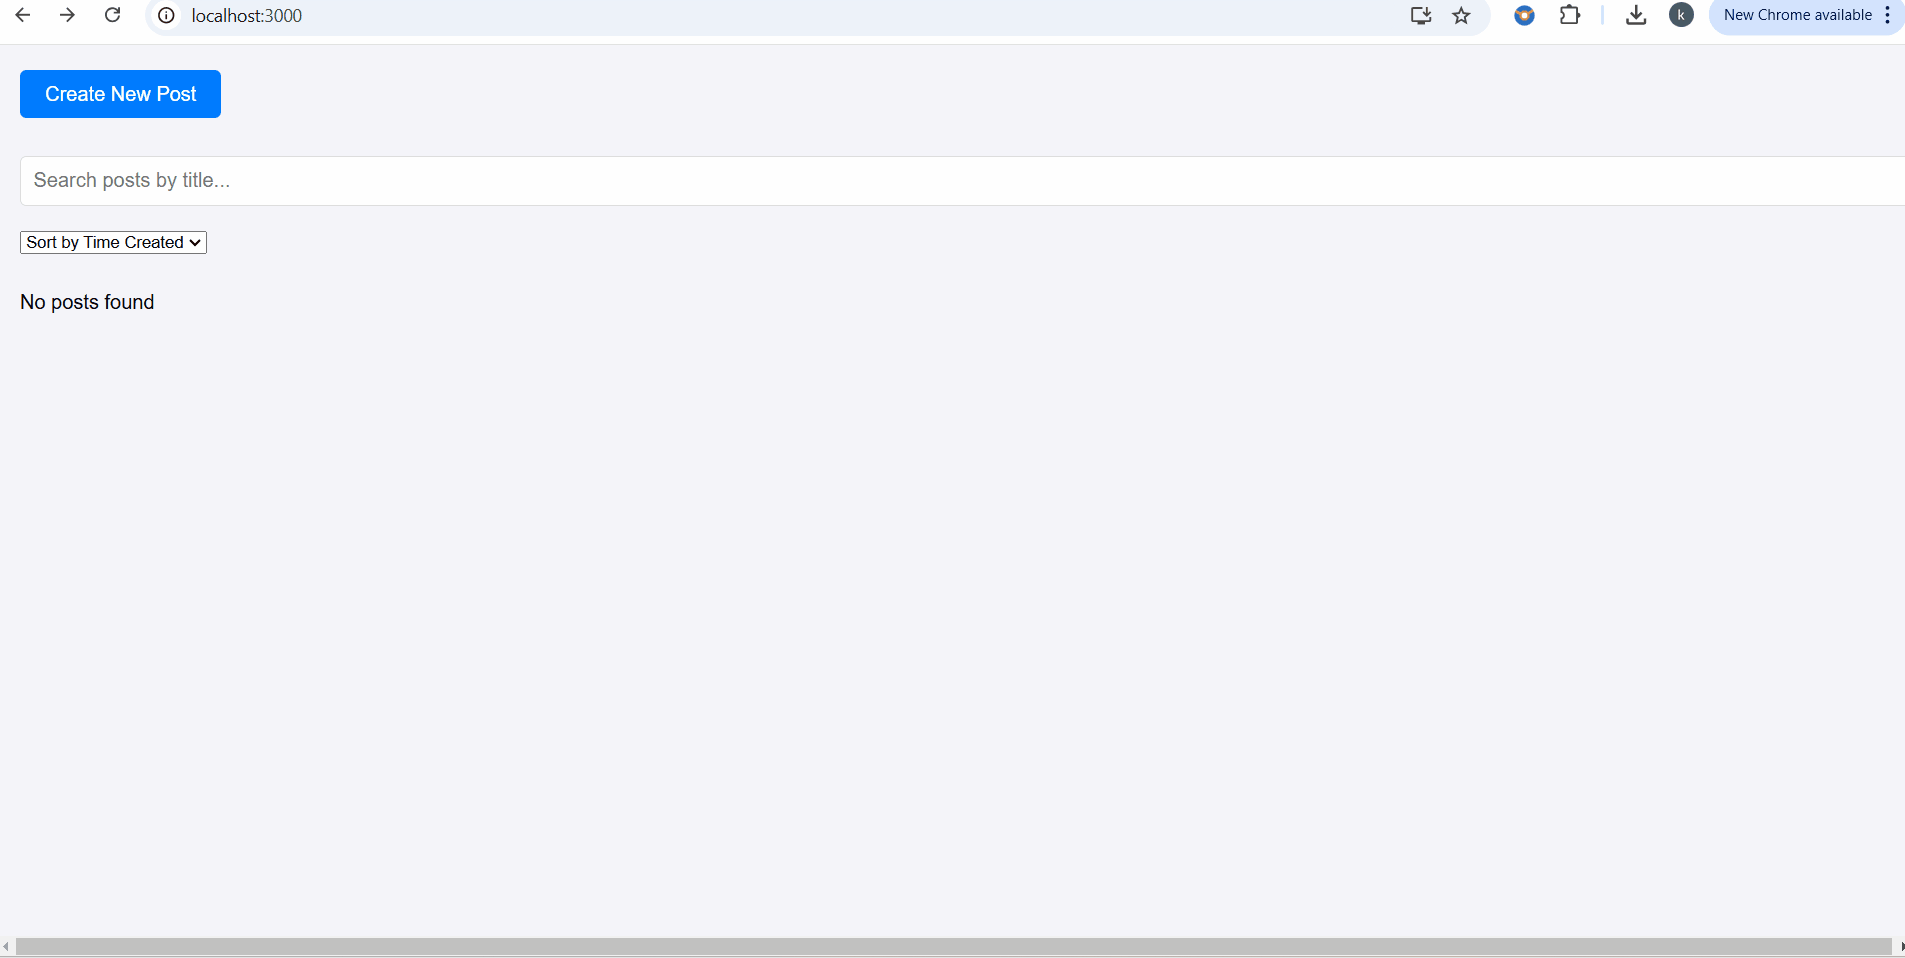 localhost:3000
k
New Chrome available
Create New Post
Search posts by title...
Sort by Time Created
No posts found